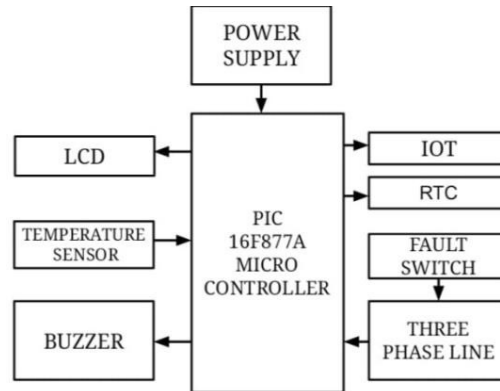 POWER
SUPPLY
LCD
IOT
RTC
PIC
16F877A
MICRO
CONTROLLER
TEMPERATURE
SENSOR
FAULT
SWITCH
BUZZER
THREE
PHASE LINE